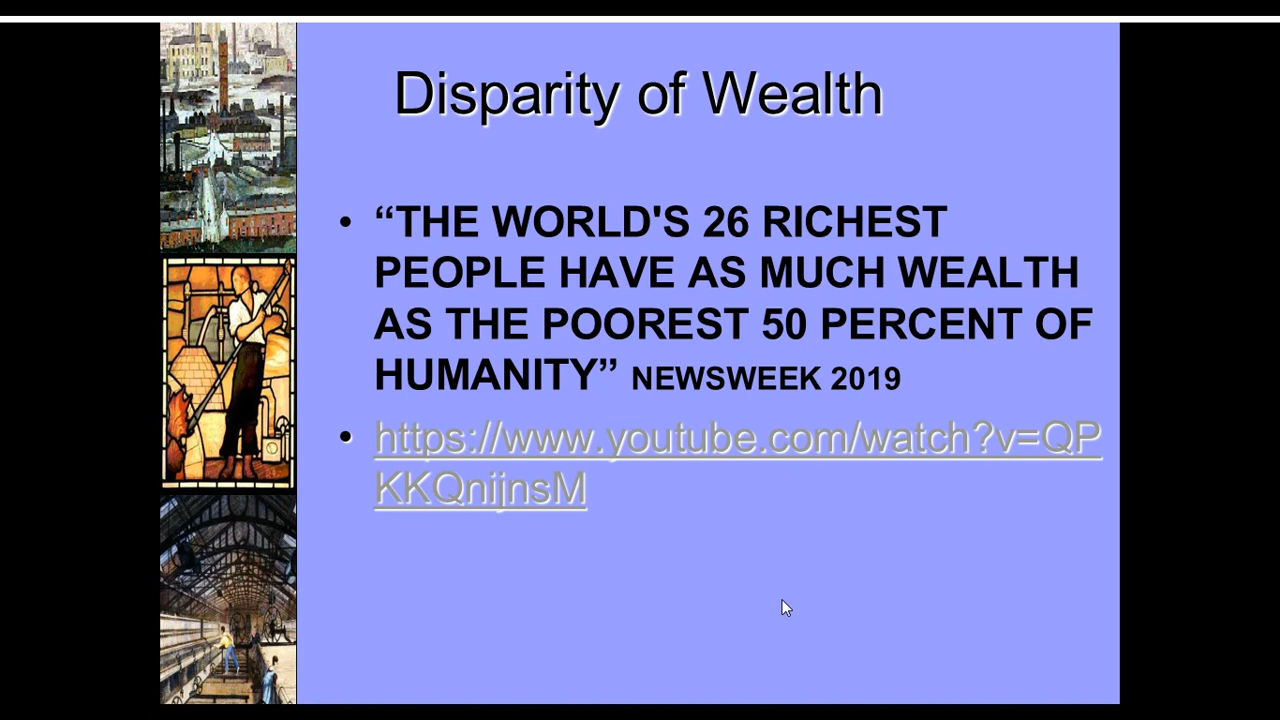 Disparity of Wealth
• “THE WORLD'S 26 RICHEST
PEOPLE HAVE AS MUCH WEALTH
AS THE POOREST 50 PERCENT OF
HUMANITY” NEWSWEEK 2019
• https://www.youtube.com/watch?v=QP
KKQnijnsM